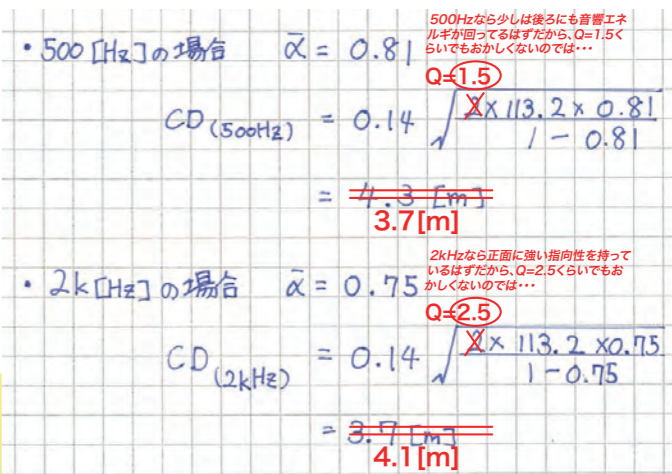 500Hzなら少しは後ろにも音響エネ
ルギが回ってるはずだから、Q=1.5く
らいでもおかしくないのでは・・・
・500[Hz]の場合 ᾱ = 0.81
Q=1.5
CD(500Hz) = 0.14 √(2×113.2×0.81 / 1-0.81)
= 4.3[m]
3.7[m]
2kHzなら正面に強い指向性を持って
いるはずだから、Q=2.5くらいでもお
かしくないのでは・・・
・2k[Hz]の場合 ᾱ = 0.75
Q=2.5
CD(2kHz) = 0.14 √(2×113.2×0.75 / 1-0.75)
= 3.7[m]
4.1[m]